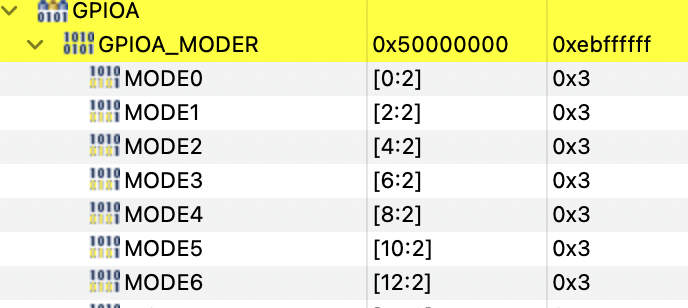 GPIOA
GPIOA_MODER 0x50000000 0xebffffff
MODE0 [0:2] 0x3
MODE1 [2:2] 0x3
MODE2 [4:2] 0x3
MODE3 [6:2] 0x3
MODE4 [8:2] 0x3
MODE5 [10:2] 0x3
MODE6 [12:2] 0x3